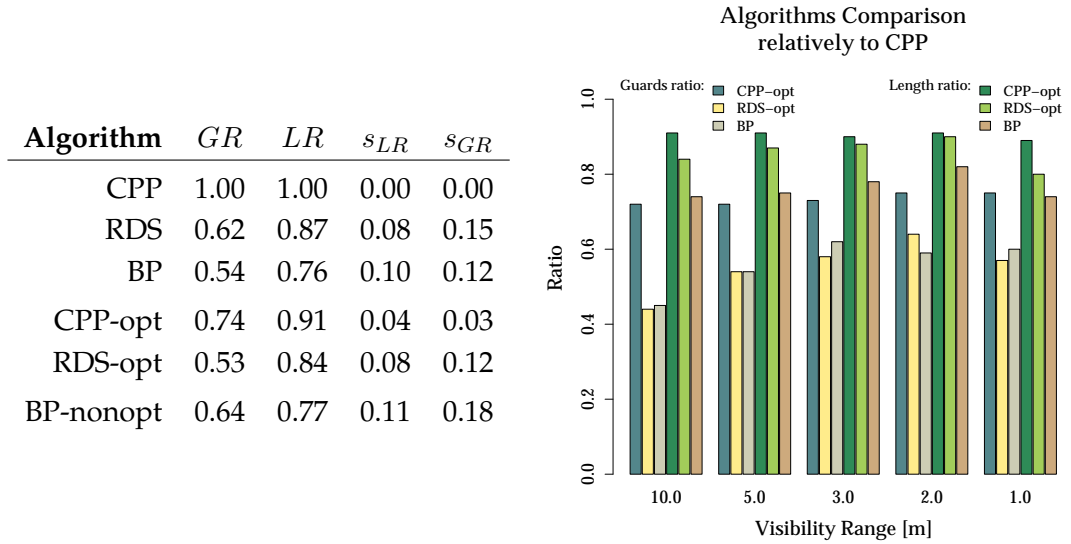 Algorithm GR LR s_LR s_GR
CPP 1.00 1.00 0.00 0.00
RDS 0.62 0.87 0.08 0.15
BP 0.54 0.76 0.10 0.12
CPP-opt 0.74 0.91 0.04 0.03
RDS-opt 0.53 0.84 0.08 0.12
BP-nonopt 0.64 0.77 0.11 0.18
Algorithms Comparison
relatively to CPP
Guards ratio: CPP−opt
RDS−opt
BP
Length ratio: CPP−opt
RDS−opt
BP
Ratio
1.0
0.8
0.6
0.4
0.2
0.0
10.0 5.0 3.0 2.0 1.0
Visibility Range [m]